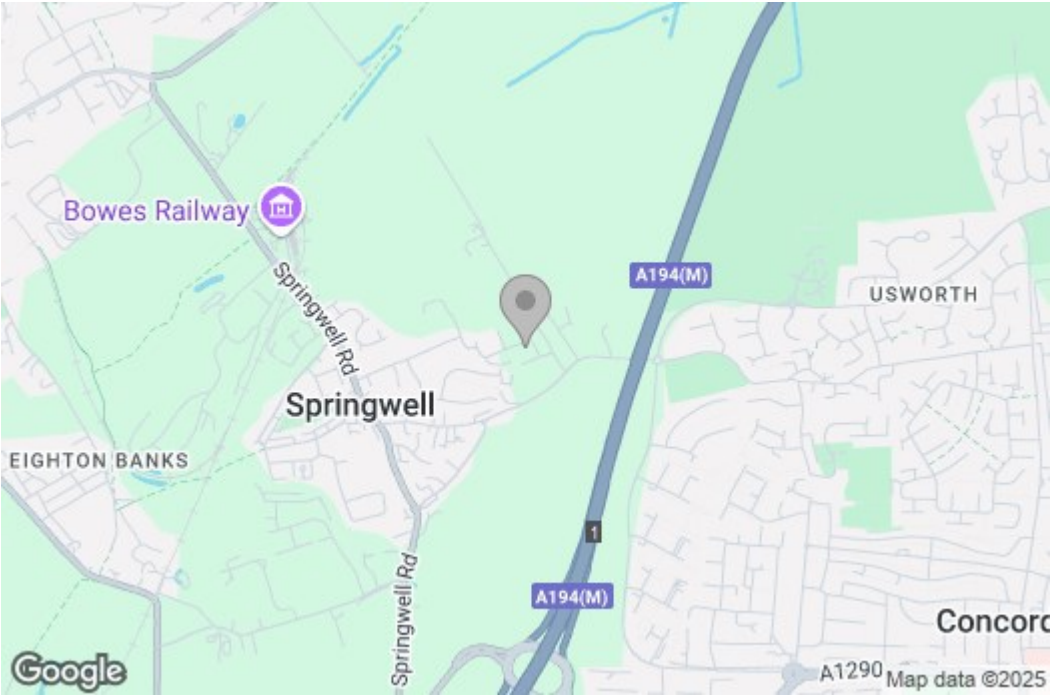 Bowes Railway
A194(M)
USWORTH
Springwell Rd
Springwell
EIGHTON BANKS
1
A194(M)
Springwell Rd
Concord
A1290
Google
Map data ©2025